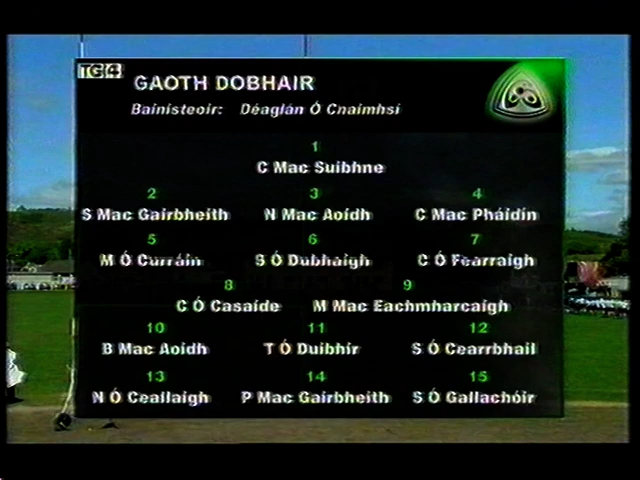 TG4
GAOTH DOBHAIR
Bainisteoir: Déaglán Ó Cnaimhsí
1
C Mac Suibhne
2 3 4
S Mac Gairbheith N Mac Aoidh C Mac Pháidín
5 6 7
M Ó Curráin S Ó Dubhaigh C Ó Fearraigh
8 9
C Ó Casaide M Mac Eachmharcaigh
10 11 12
B Mac Aoidh T Ó Duibhir S Ó Cearrbhail
13 14 15
N Ó Ceallaigh P Mac Gairbheith S Ó Gallachóir